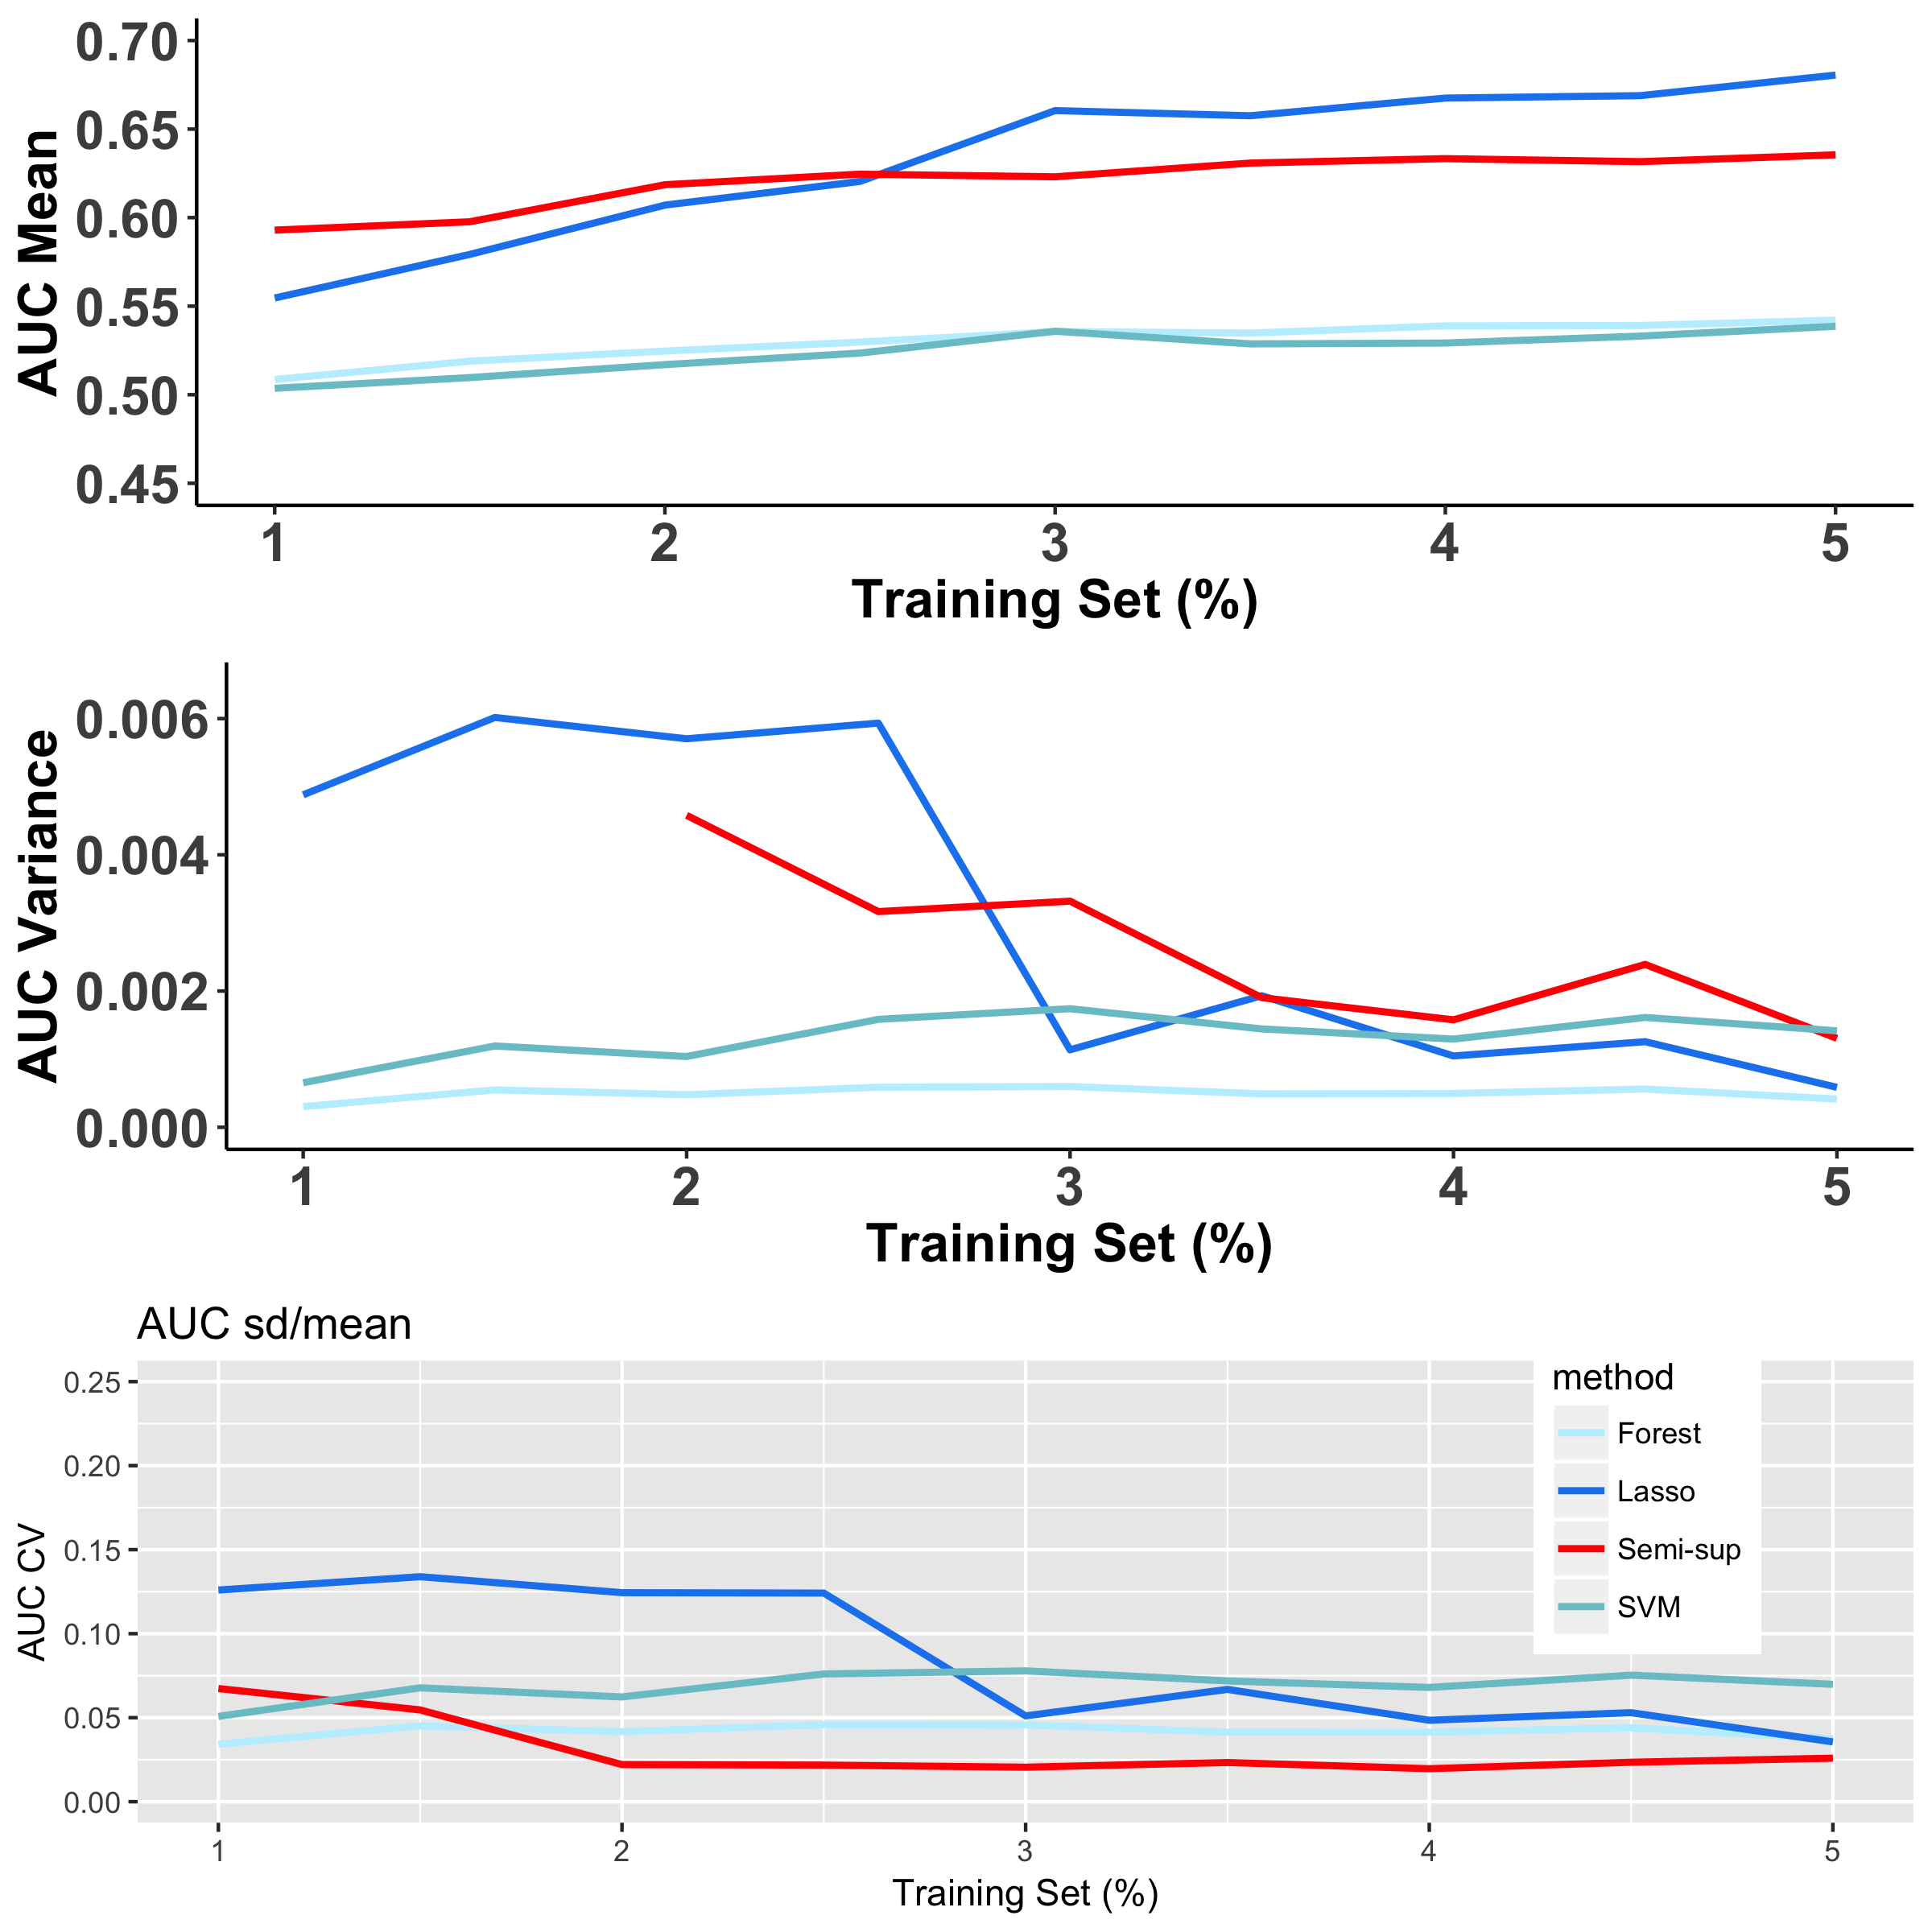 AUC Mean
0.70
0.65
0.60
0.55
0.50
0.45
1 2 3 4 5
Training Set (%)
AUC Variance
0.006
0.004
0.002
0.000
1 2 3 4 5
Training Set (%)
AUC sd/mean
AUC CV
0.25
0.20
0.15
0.10
0.05
0.00
method
Forest
Lasso
Semi-sup
SVM
1 2 3 4 5
Training Set (%)